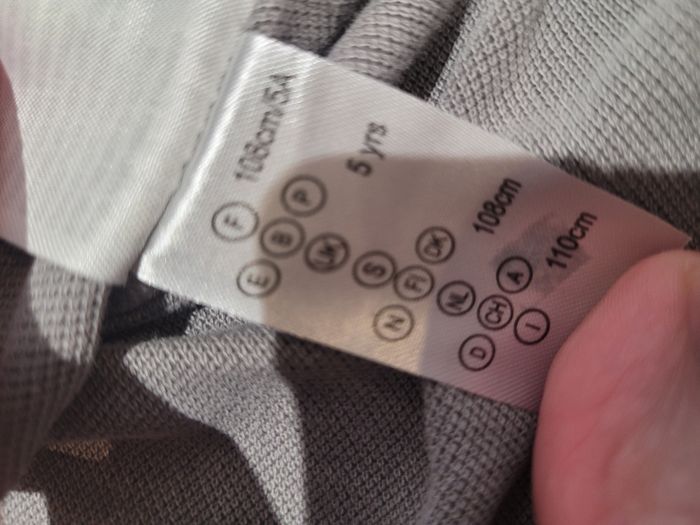 F 108cm/5A
E B P
UK 5 yrs
S
N FI DK
NL 108cm
D CH A
I 110cm